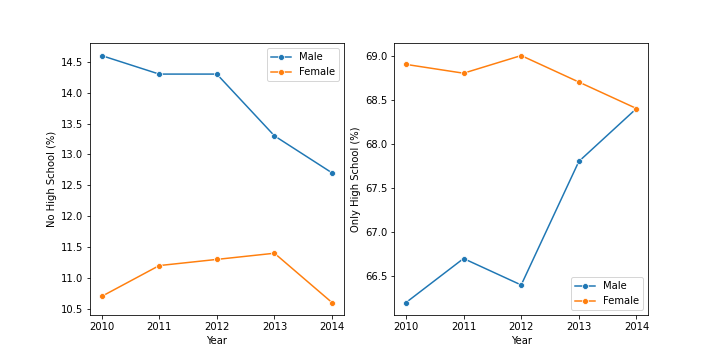 No High School (%)
14.5
14.0
13.5
13.0
12.5
12.0
11.5
11.0
10.5
2010 2011 2012 2013 2014
Year
Male
Female
Only High School (%)
69.0
68.5
68.0
67.5
67.0
66.5
2010 2011 2012 2013 2014
Year
Male
Female